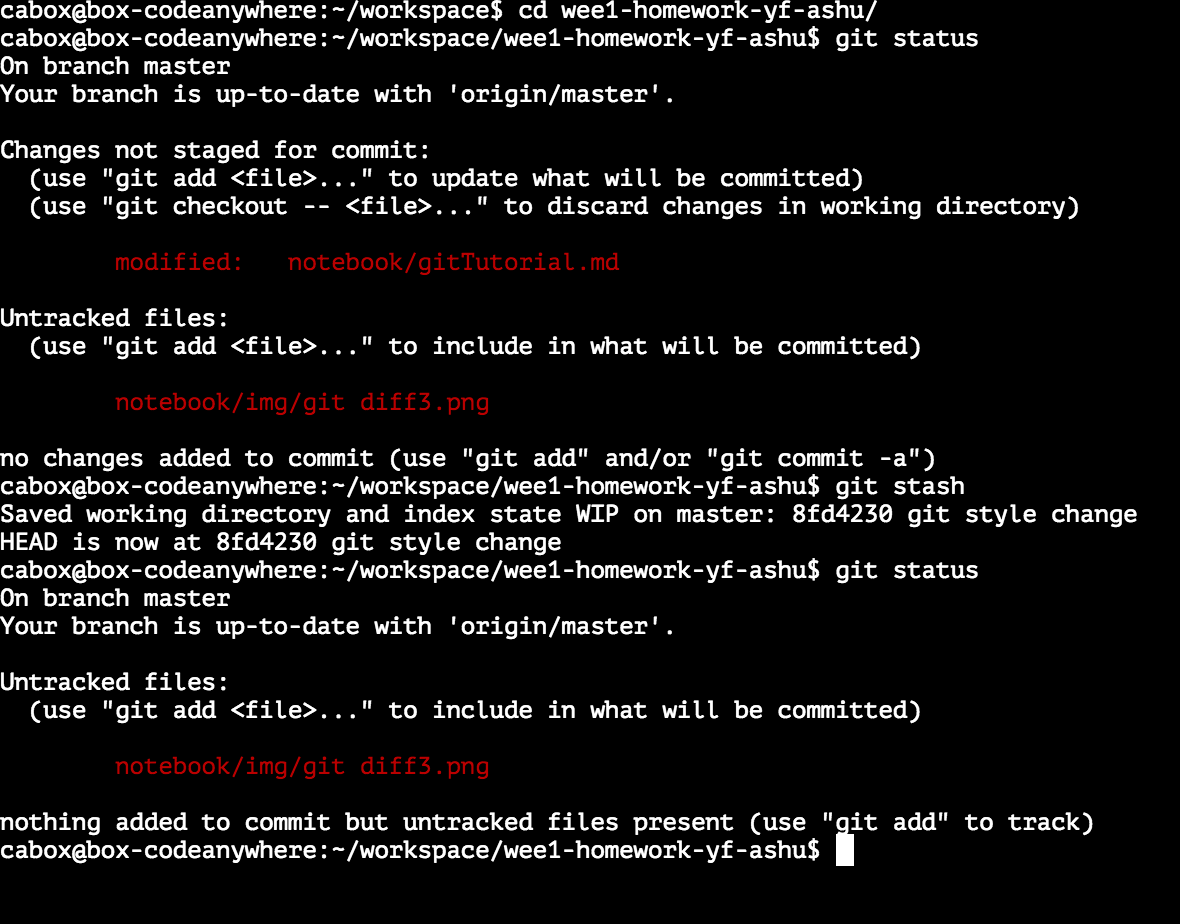 cabox@box-codeanywhere:~/workspace$ cd wee1-homework-yf-ashu/
cabox@box-codeanywhere:~/workspace/wee1-homework-yf-ashu$ git status
On branch master
Your branch is up-to-date with 'origin/master'.
Changes not staged for commit:
  (use "git add <file>..." to update what will be committed)
  (use "git checkout -- <file>..." to discard changes in working directory)
        modified:   notebook/gitTutorial.md
Untracked files:
  (use "git add <file>..." to include in what will be committed)
        notebook/img/git diff3.png
no changes added to commit (use "git add" and/or "git commit -a")
cabox@box-codeanywhere:~/workspace/wee1-homework-yf-ashu$ git stash
Saved working directory and index state WIP on master: 8fd4230 git style change
HEAD is now at 8fd4230 git style change
cabox@box-codeanywhere:~/workspace/wee1-homework-yf-ashu$ git status
On branch master
Your branch is up-to-date with 'origin/master'.
Untracked files:
  (use "git add <file>..." to include in what will be committed)
        notebook/img/git diff3.png
nothing added to commit but untracked files present (use "git add" to track)
cabox@box-codeanywhere:~/workspace/wee1-homework-yf-ashu$